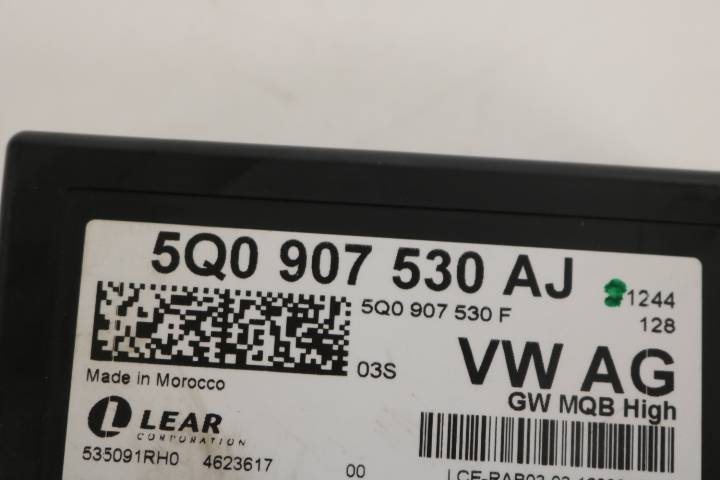 5Q0 907 530 AJ
1244
5Q0 907 530 F
128
03S
VW AG
Made in Morocco
GW MQB High
LEAR
CORPORATION
535091RH0 4623617 00